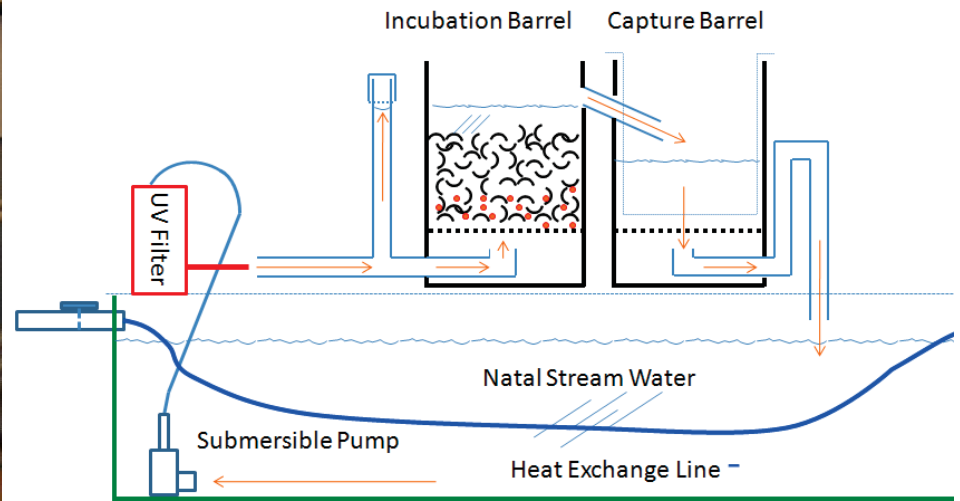 Incubation Barrel
Capture Barrel
UV Filter
Natal Stream Water
Submersible Pump
Heat Exchange Line